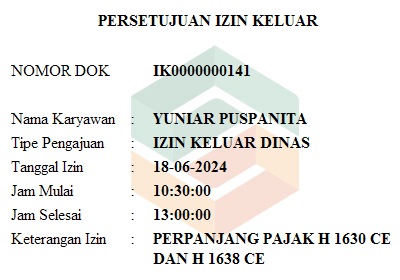 PERSETUJUAN IZIN KELUAR
NOMOR DOK IK0000000141
Nama Karyawan : YUNIAR PUSPANITA
Tipe Pengajuan : IZIN KELUAR DINAS
Tanggal Izin : 18-06-2024
Jam Mulai : 10:30:00
Jam Selesai : 13:00:00
Keterangan Izin : PERPANJANG PAJAK H 1630 CE
DAN H 1638 CE